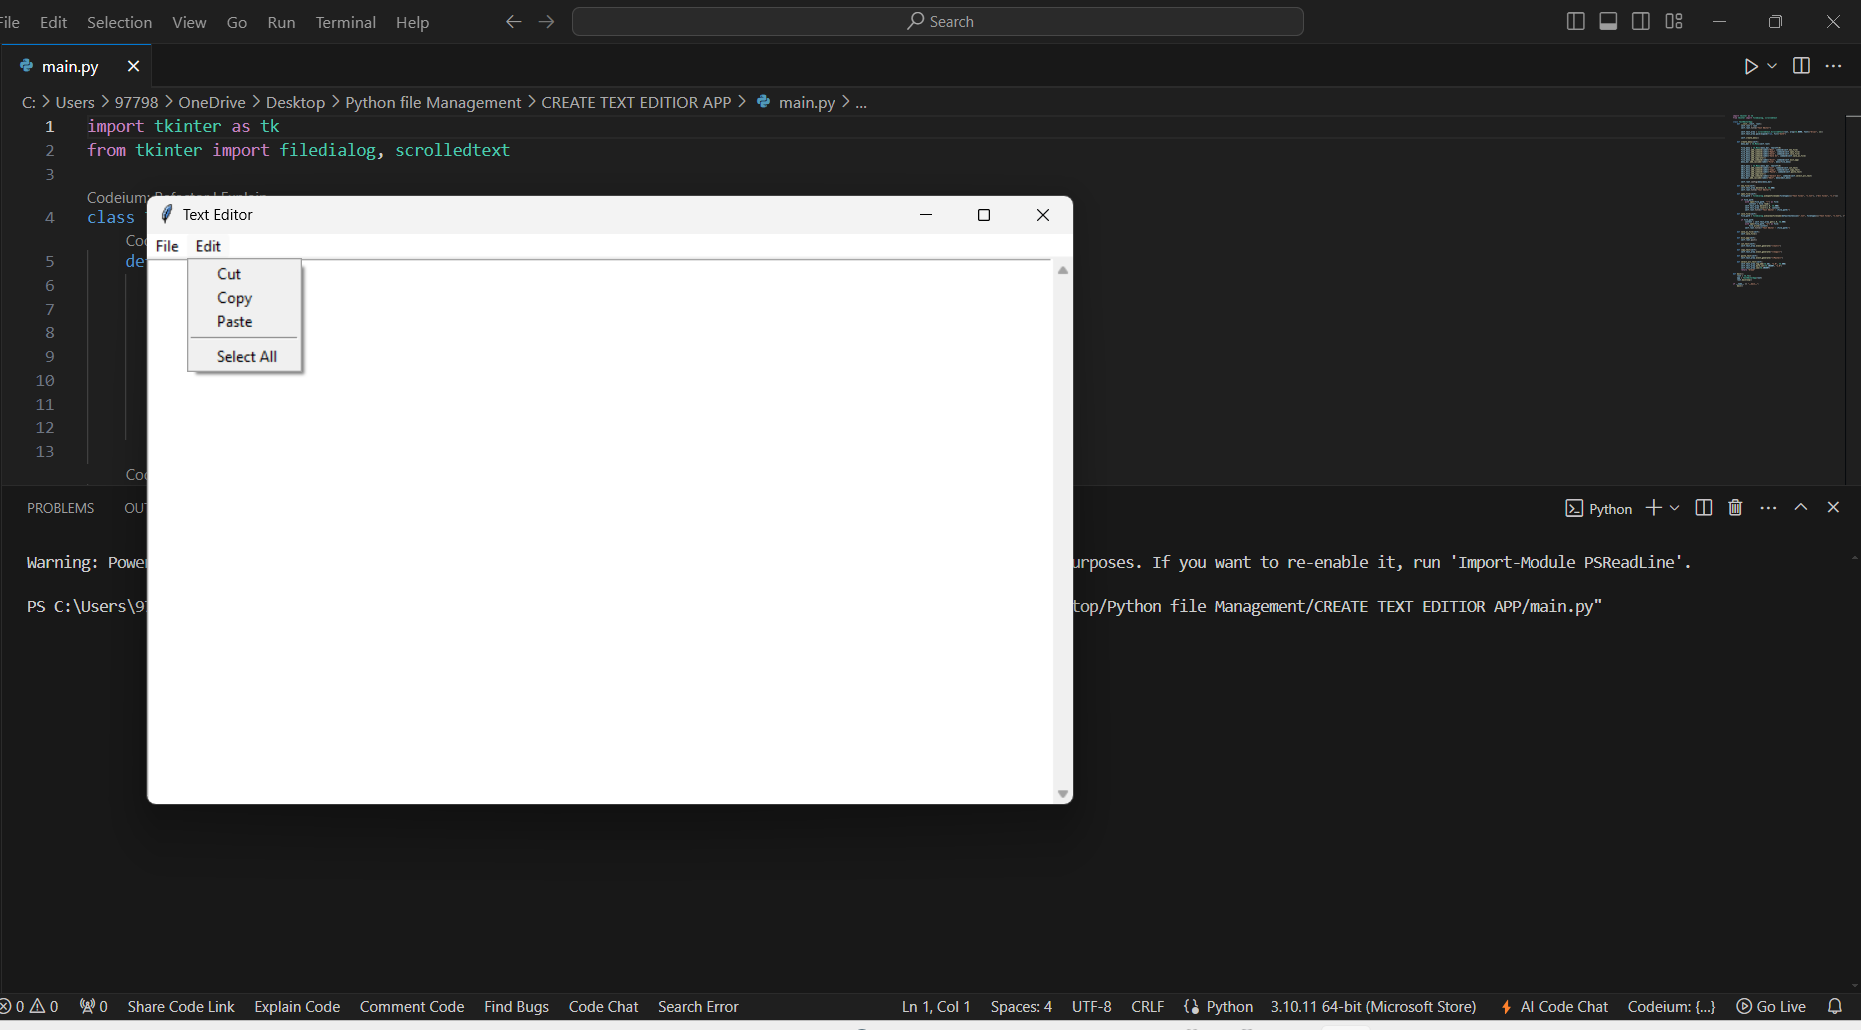 File Edit Selection View Go Run Terminal Help Search
main.py
C: Users 97798 OneDrive Desktop Python file Management CREATE TEXT EDITIOR APP main.py ...
1 import tkinter as tk
2 from tkinter import filedialog, scrolledtext
3
Codeium: Refactor | Explain
4 class
5 de
6
7
8
9
10
11
12
13
Text Editor
File Edit
Cut
Copy
Paste
Select All
PROBLEMS OU Python
Warning: Power urposes. If you want to re-enable it, run 'Import-Module PSReadLine'.
PS C:\Users\97 top/Python file Management/CREATE TEXT EDITIOR APP/main.py"
0 0 0 Share Code Link Explain Code Comment Code Find Bugs Code Chat Search Error Ln 1, Col 1 Spaces: 4 UTF-8 CRLF Python 3.10.11 64-bit (Microsoft Store) AI Code Chat Codeium: {...} Go Live